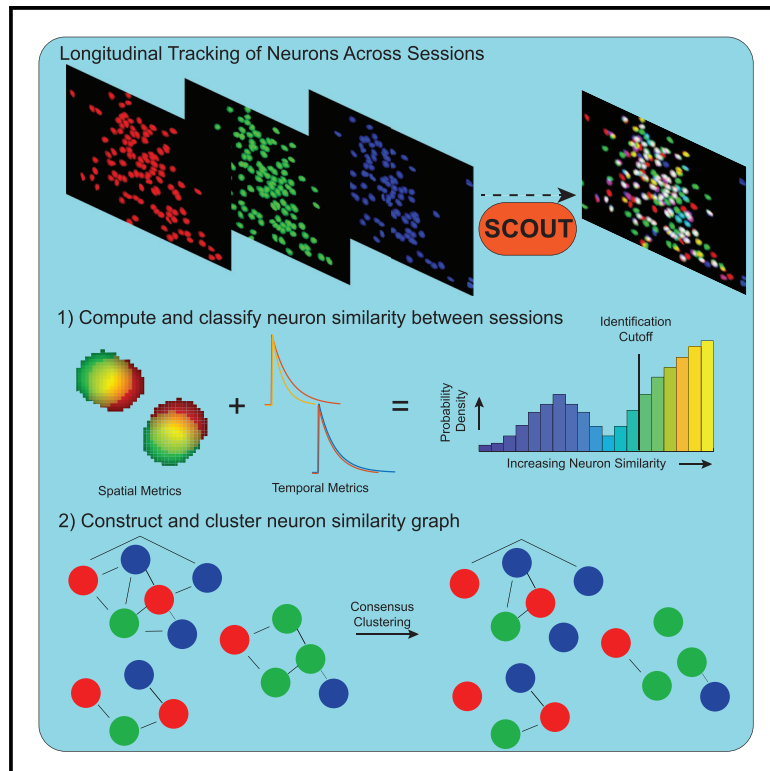 Longitudinal Tracking of Neurons Across Sessions
SCOUT
1) Compute and classify neuron similarity between sessions
Identification
Cutoff
+
=
Probability
Density
Increasing Neuron Similarity
Spatial Metrics
Temporal Metrics
2) Construct and cluster neuron similarity graph
Consensus
Clustering